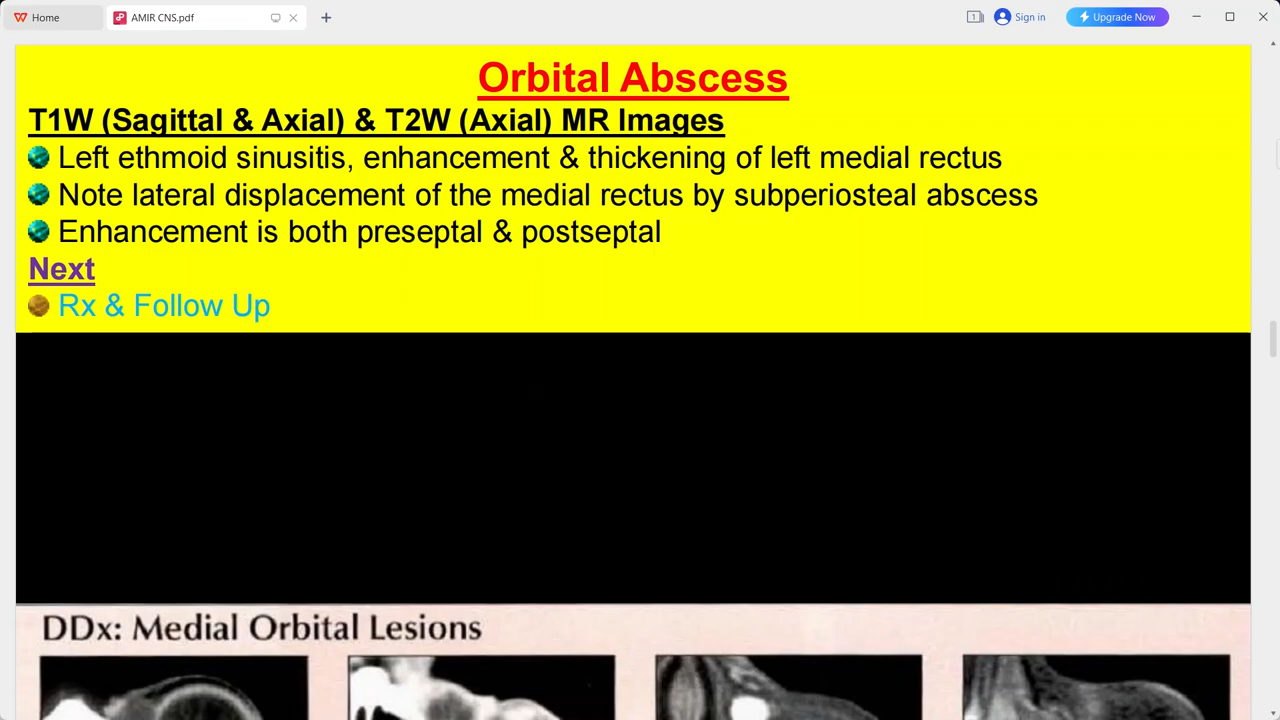 Home
AMIR CNS.pdf
1
Sign in
Upgrade Now
Orbital Abscess
T1W (Sagittal & Axial) & T2W (Axial) MR Images
Left ethmoid sinusitis, enhancement & thickening of left medial rectus
Note lateral displacement of the medial rectus by subperiosteal abscess
Enhancement is both preseptal & postseptal
Next
Rx & Follow Up
DDx: Medial Orbital Lesions